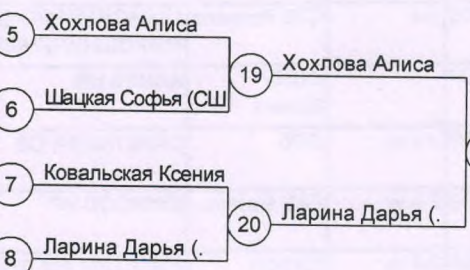 5 Хохлова Алиса
19 Хохлова Алиса
6 Шацкая Софья (СШ
7 Ковальская Ксения
20 Ларина Дарья (.
8 Ларина Дарья (.